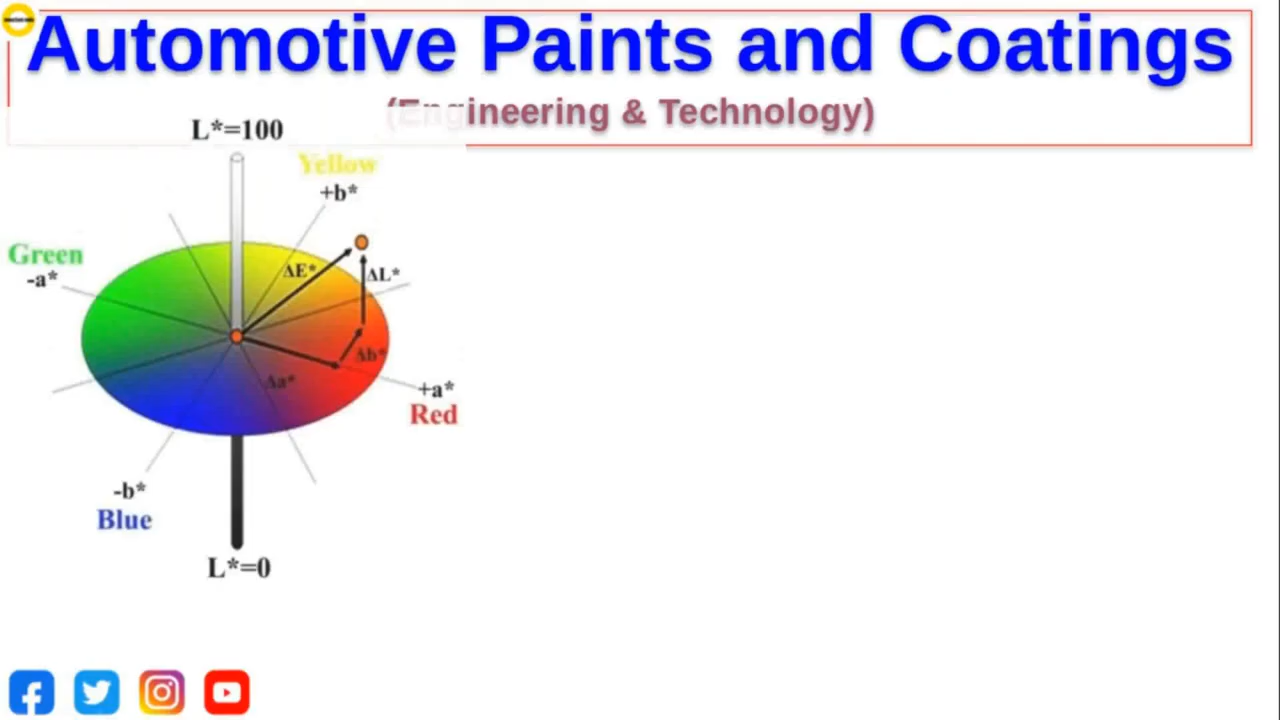 Automotive Paints and Coatings
(Engineering & Technology)
L*=100
Yellow
+b*
Green
-a*
ΔE*
ΔL*
Δb*
Δa*
+a*
Red
-b*
Blue
L*=0